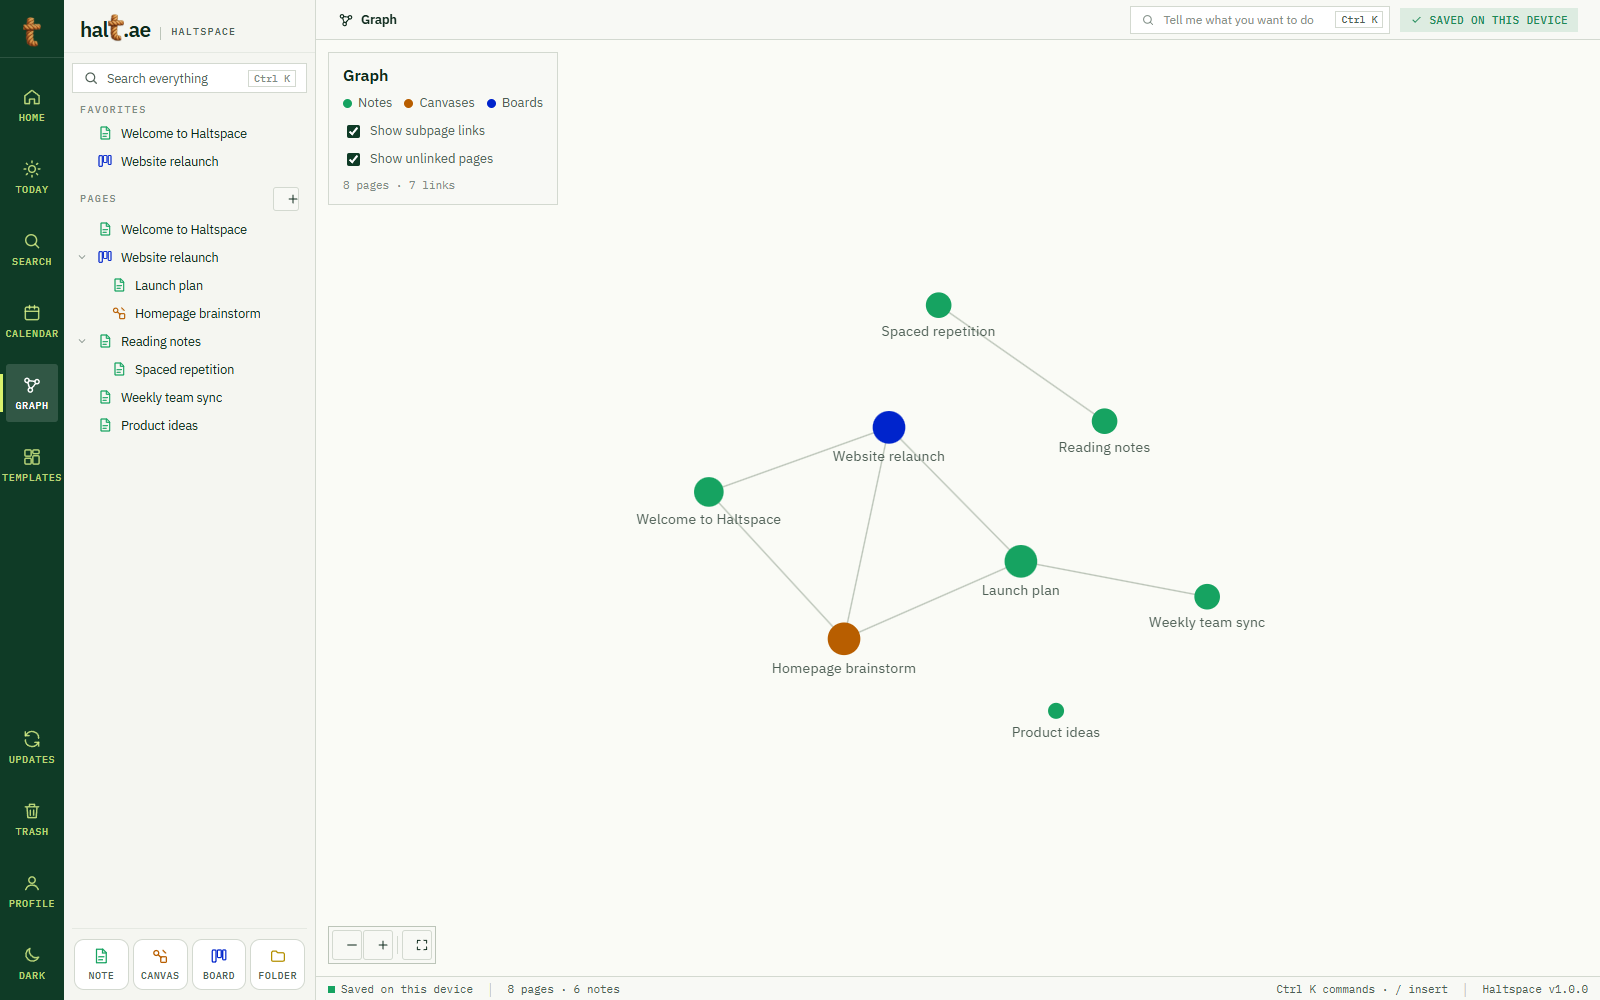 HOME
TODAY
SEARCH
CALENDAR
GRAPH
TEMPLATES
UPDATES
TRASH
PROFILE
DARK
halt.ae HALTSPACE
Search everything Ctrl K
FAVORITES
Welcome to Haltspace
Website relaunch
PAGES
Welcome to Haltspace
Website relaunch
Launch plan
Homepage brainstorm
Reading notes
Spaced repetition
Weekly team sync
Product ideas
NOTE CANVAS BOARD FOLDER
Graph
Tell me what you want to do Ctrl K
SAVED ON THIS DEVICE
Graph
Notes Canvases Boards
Show subpage links
Show unlinked pages
8 pages · 7 links
Spaced repetition
Reading notes
Website relaunch
Welcome to Haltspace
Launch plan
Weekly team sync
Homepage brainstorm
Product ideas
Saved on this device 8 pages · 6 notes
Ctrl K commands · / insert Haltspace v1.0.0